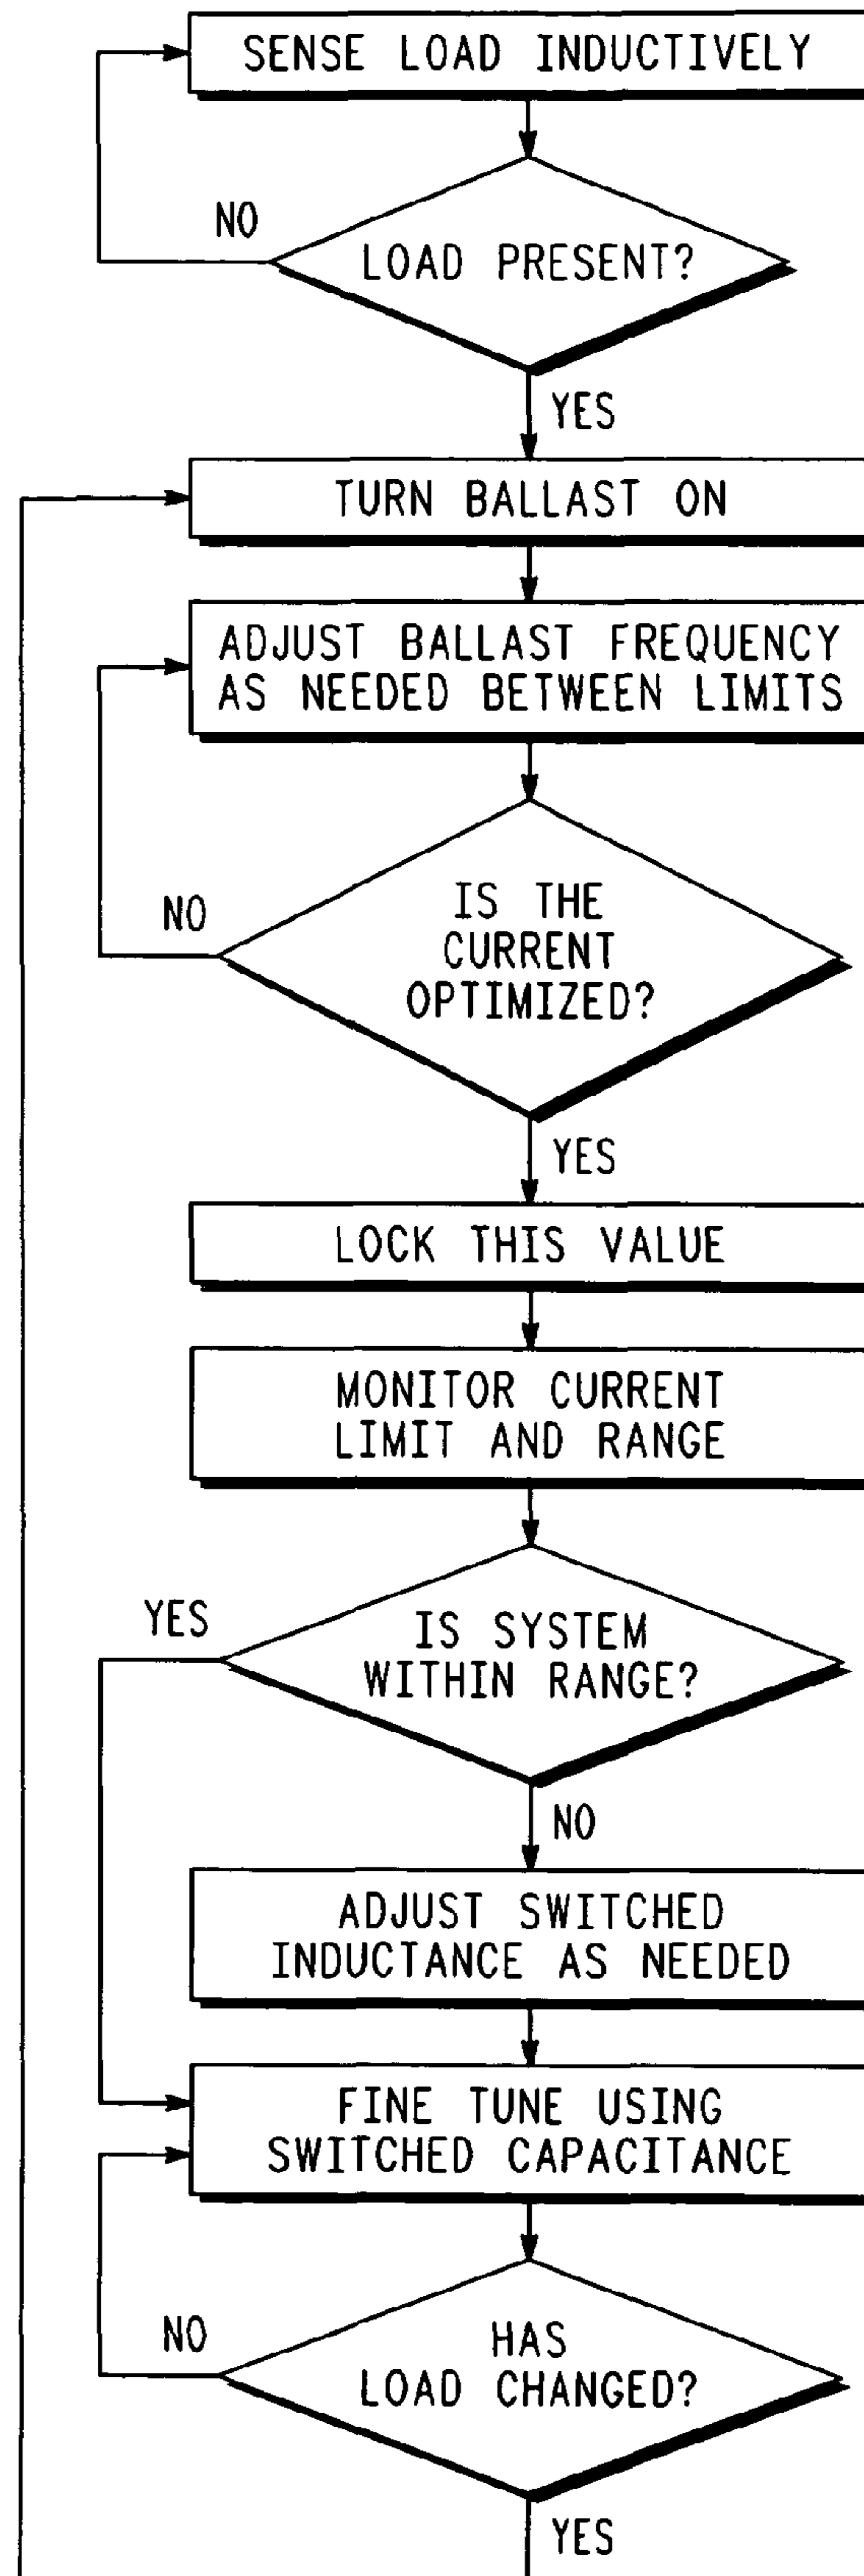 SENSE LOAD INDUCTIVELY
NO
LOAD PRESENT?
YES
TURN BALLAST ON
ADJUST BALLAST FREQUENCY
AS NEEDED BETWEEN LIMITS
NO
IS THE
CURRENT
OPTIMIZED?
YES
LOCK THIS VALUE
MONITOR CURRENT
LIMIT AND RANGE
YES
IS SYSTEM
WITHIN RANGE?
NO
ADJUST SWITCHED
INDUCTANCE AS NEEDED
FINE TUNE USING
SWITCHED CAPACITANCE
NO
HAS
LOAD CHANGED?
YES